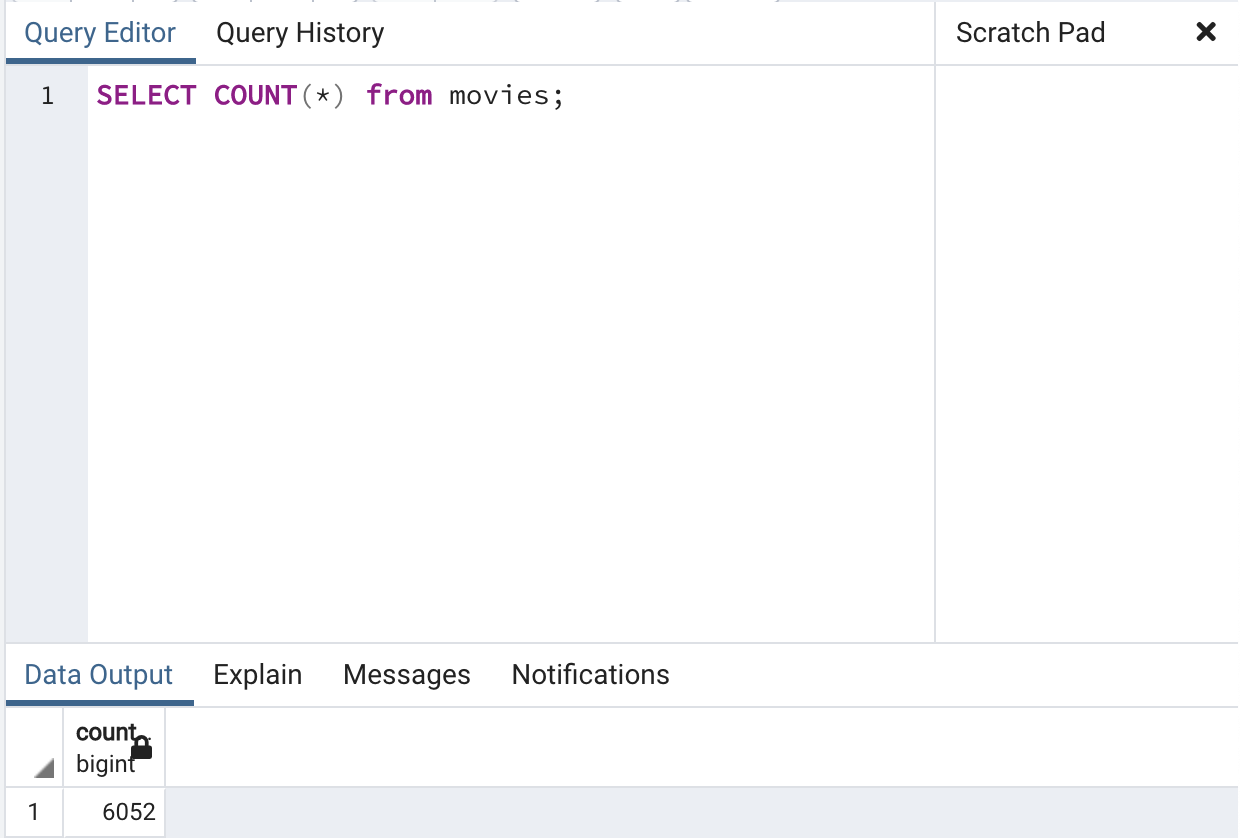 Query Editor Query History Scratch Pad
1 SELECT COUNT(*) from movies;
Data Output Explain Messages Notifications
count
bigint
1 6052